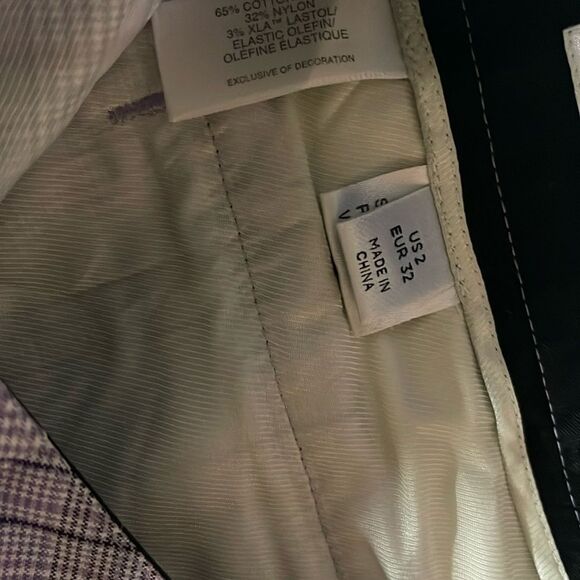 65% COTTON
32% NYLON
3% XLA™ LASTOL/
ELASTIC OLEFIN/
OLÉFINE ELASTIQUE
EXCLUSIVE OF DECORATION
US 2
EUR 32
MADE IN
CHINA